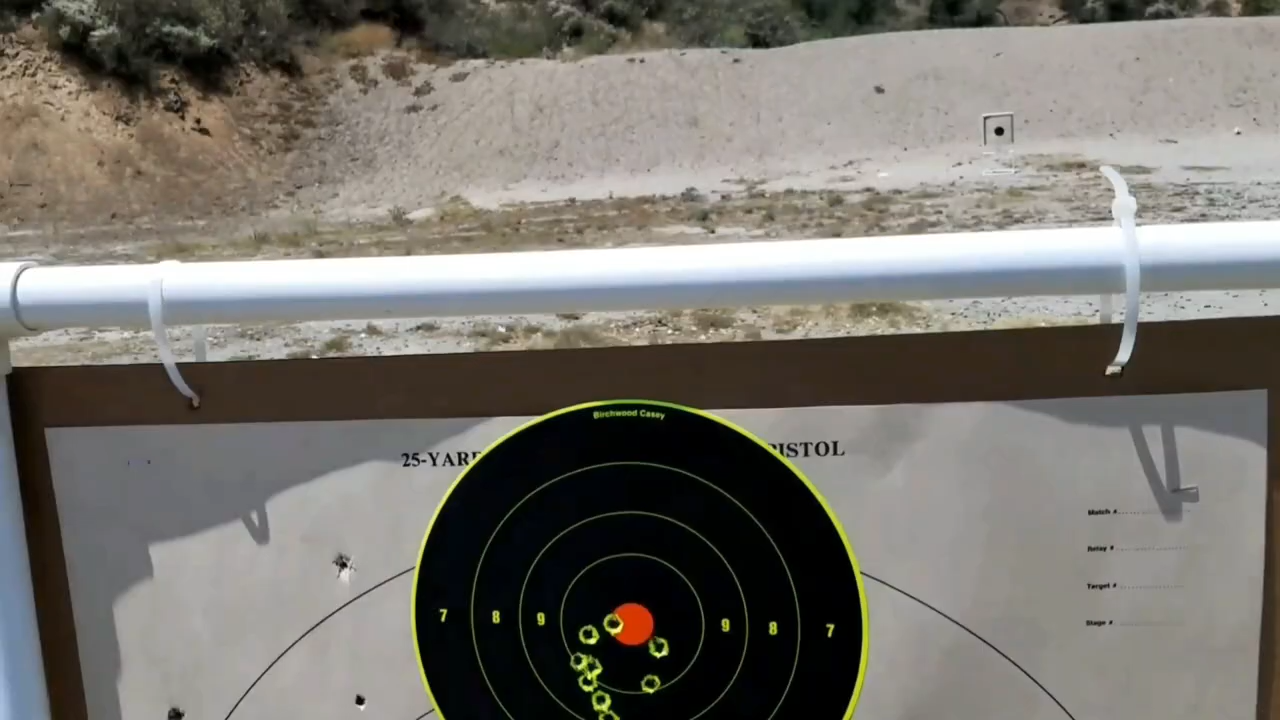 Birchwood Casey
25-YARD PISTOL
Match #
Relay #
Target #
Stage #
7 8 9 9 8 7